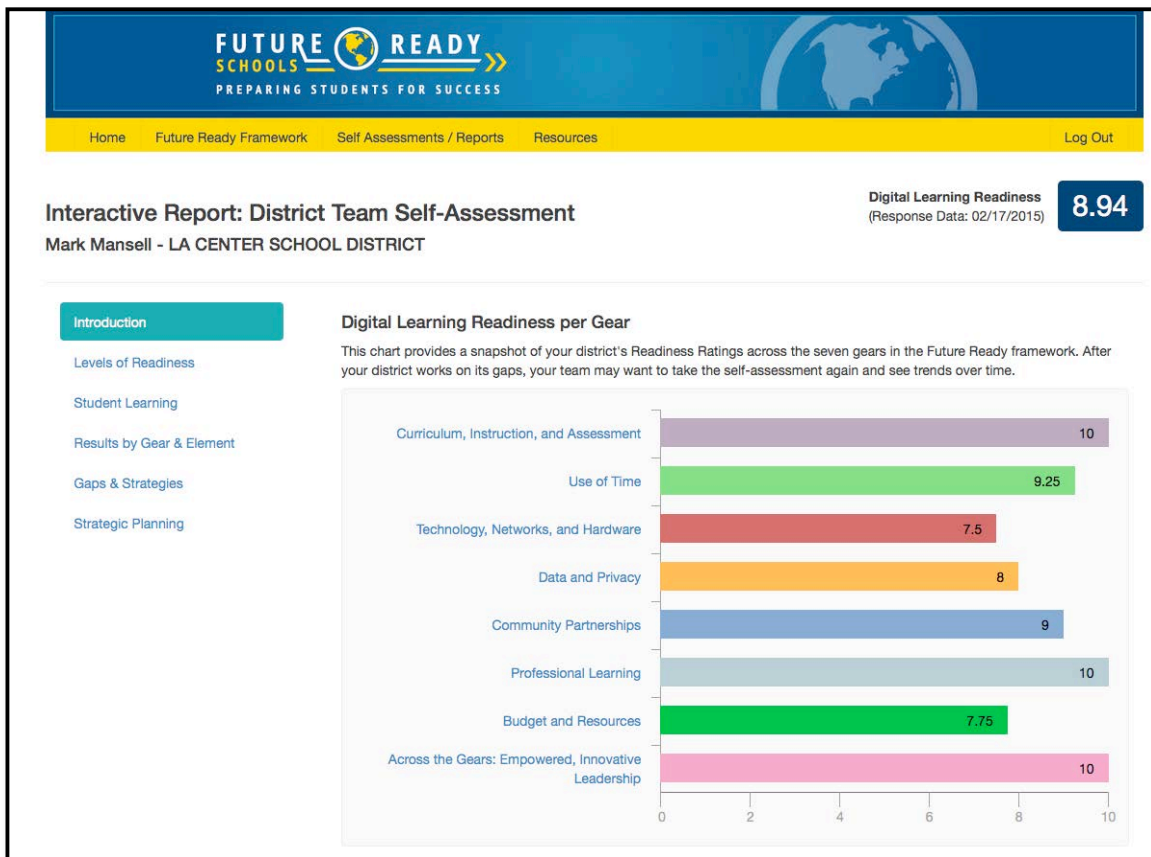 FUTURE READY
SCHOOLS
PREPARING STUDENTS FOR SUCCESS
Home Future Ready Framework Self Assessments / Reports Resources Log Out
Interactive Report: District Team Self-Assessment
Mark Mansell - LA CENTER SCHOOL DISTRICT
Digital Learning Readiness
(Response Data: 02/17/2015)
8.94
Introduction
Levels of Readiness
Student Learning
Results by Gear & Element
Gaps & Strategies
Strategic Planning
Digital Learning Readiness per Gear
This chart provides a snapshot of your district's Readiness Ratings across the seven gears in the Future Ready framework. After
your district works on its gaps, your team may want to take the self-assessment again and see trends over time.
Curriculum, Instruction, and Assessment 10
Use of Time 9.25
Technology, Networks, and Hardware 7.5
Data and Privacy 8
Community Partnerships 9
Professional Learning 10
Budget and Resources 7.75
Across the Gears: Empowered, Innovative
Leadership 10
0 2 4 6 8 10